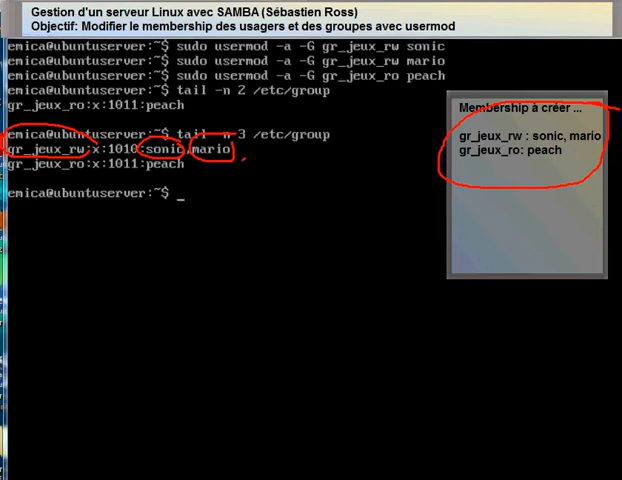 Gestion d'un serveur Linux avec SAMBA (Sébastien Ross)
Objectif: Modifier le membership des usagers et des groupes avec usermod
emica@ubuntuserver:~$ sudo usermod -a -G gr_jeux_rw sonic
emica@ubuntuserver:~$ sudo usermod -a -G gr_jeux_rw mario
emica@ubuntuserver:~$ sudo usermod -a -G gr_jeux_ro peach
emica@ubuntuserver:~$ tail -n 2 /etc/group
gr_jeux_ro:x:1011:peach
emica@ubuntuserver:~$ tail -n 3 /etc/group
gr_jeux_rw:x:1010:sonic,mario
gr_jeux_ro:x:1011:peach
emica@ubuntuserver:~$ _
Membership à créer ...
gr_jeux_rw : sonic, mario
gr_jeux_ro: peach